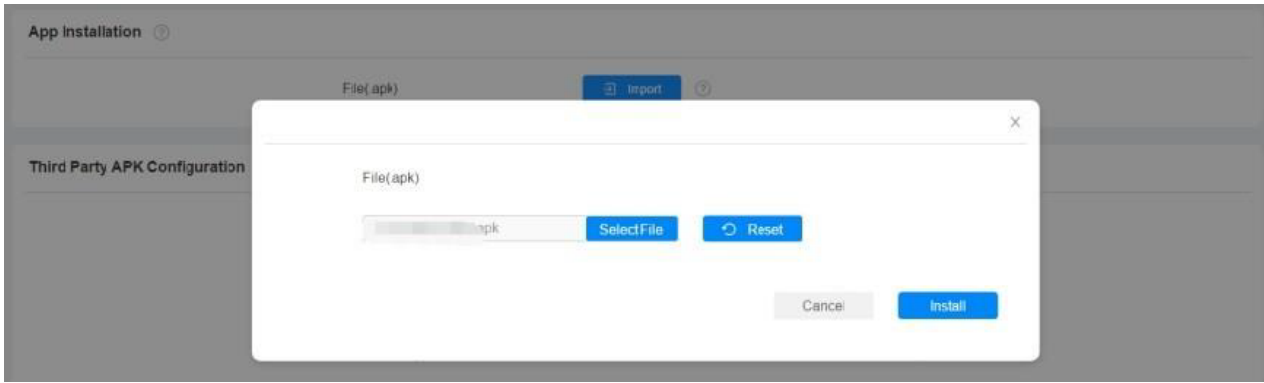 App Installation
File(.apk)
Import
Third Party APK Configuration
File(apk)
apk
SelectFile
Reset
Cancel
Install